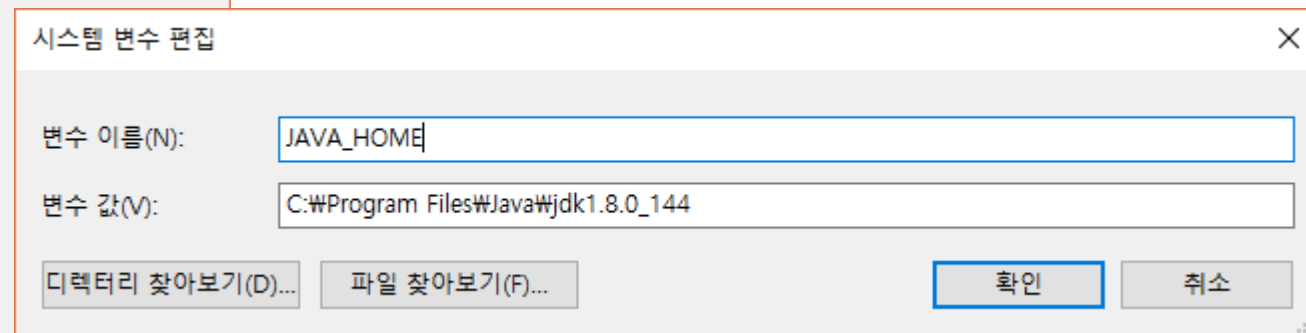 시스템 변수 편집
변수 이름(N):
JAVA_HOME
변수 값(V):
C:₩Program Files₩Java₩jdk1.8.0_144
디렉터리 찾아보기(D)...
파일 찾아보기(F)...
확인
취소